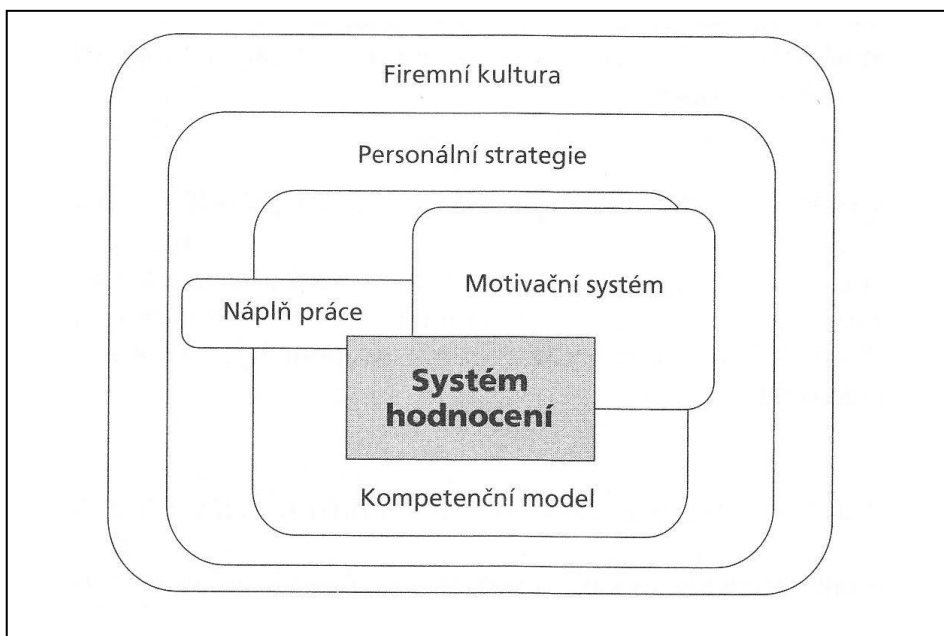 Firemní kultura
Personální strategie
Motivační systém
Náplň práce
Systém
hodnocení
Kompetenční model